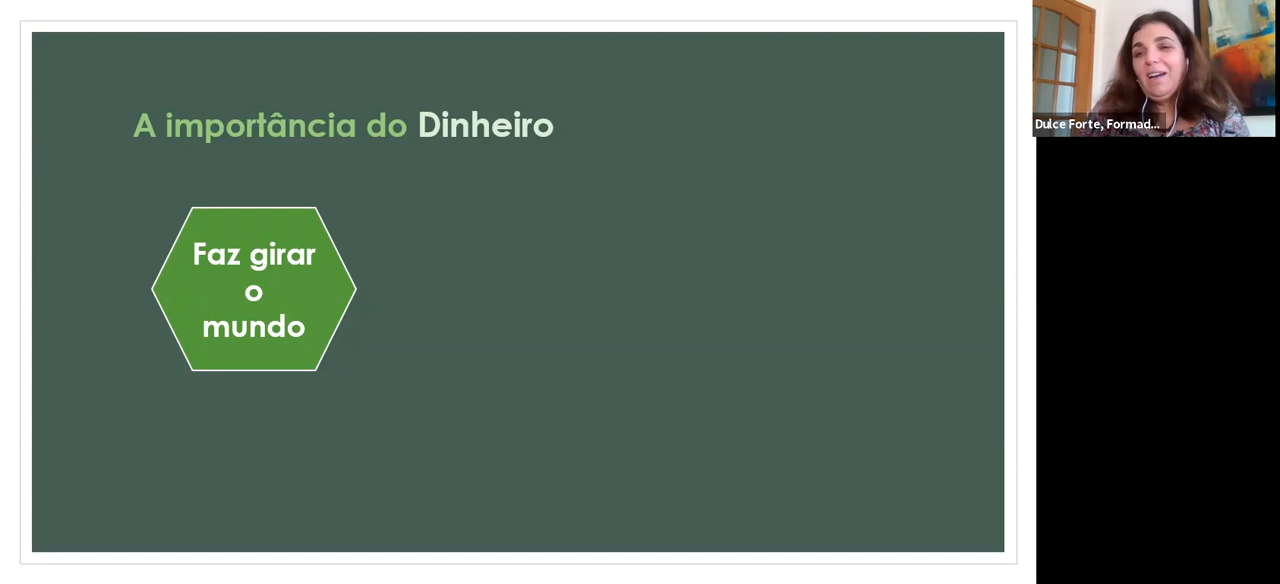 A importância do Dinheiro
Faz girar
o
mundo
Dulce Forte, Formad...